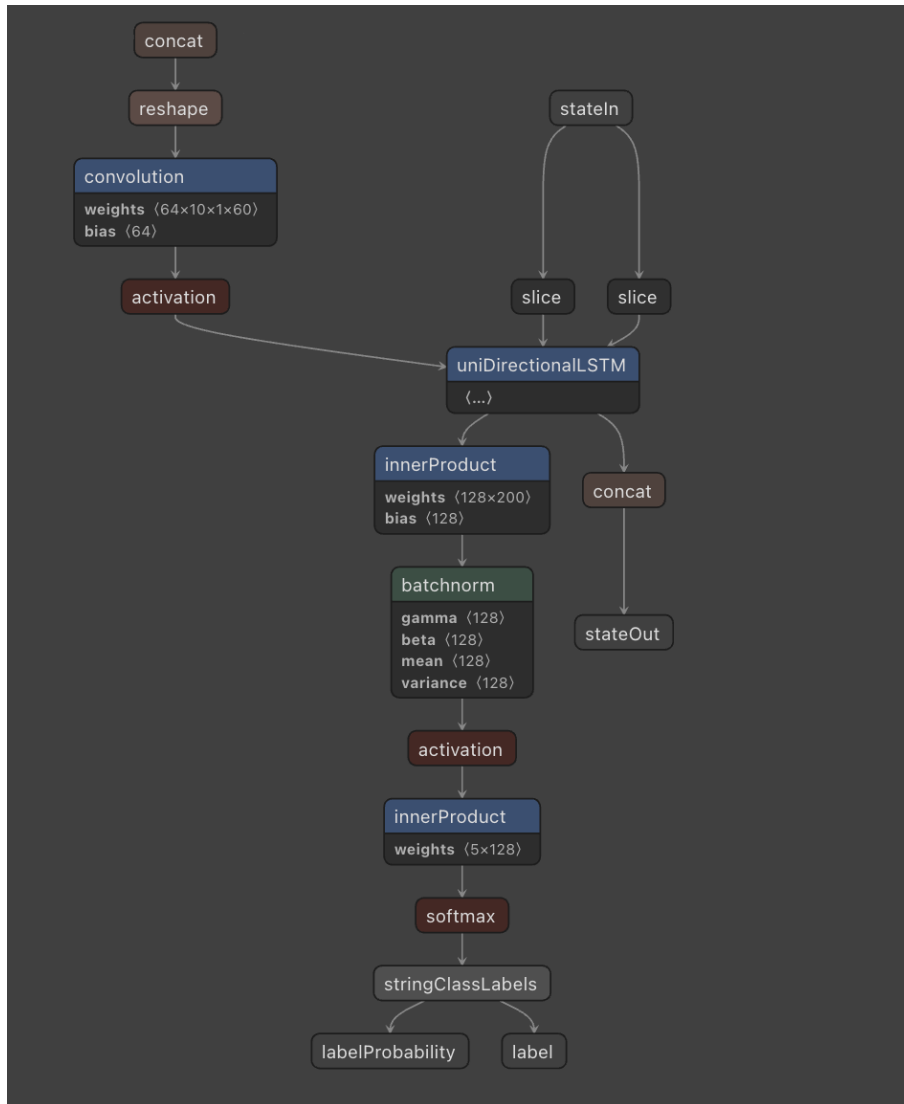 concat
reshape
stateIn
convolution
weights ⟨64×10×1×60⟩
bias ⟨64⟩
activation
slice
slice
uniDirectionalLSTM
⟨...⟩
innerProduct
weights ⟨128×200⟩
bias ⟨128⟩
concat
batchnorm
gamma ⟨128⟩
beta ⟨128⟩
mean ⟨128⟩
variance ⟨128⟩
stateOut
activation
innerProduct
weights ⟨5×128⟩
softmax
stringClassLabels
labelProbability
label